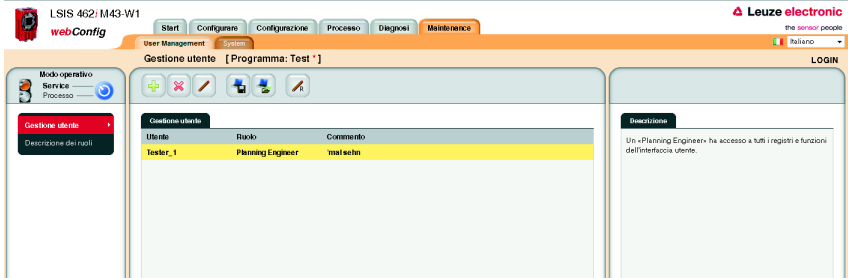 LSIS 462i M43-W1
webConfig
Start Configurare Configurazione Processo Diagnosi Maintenance
Leuze electronic
the sensor people
User Management System
Italiano
Gestione utente [ Programma: Test * ]
LOGIN
Modo operativo
Service
Processo
Gestione utente
Descrizione dei ruoli
R
Gestione utente
Utente Ruolo Commento
Tester_1 Planning Engineer 'mal sehn
Descrizione
Un «Planning Engineer» ha accesso a tutti i registri e funzioni
dell'interfaccia utente.